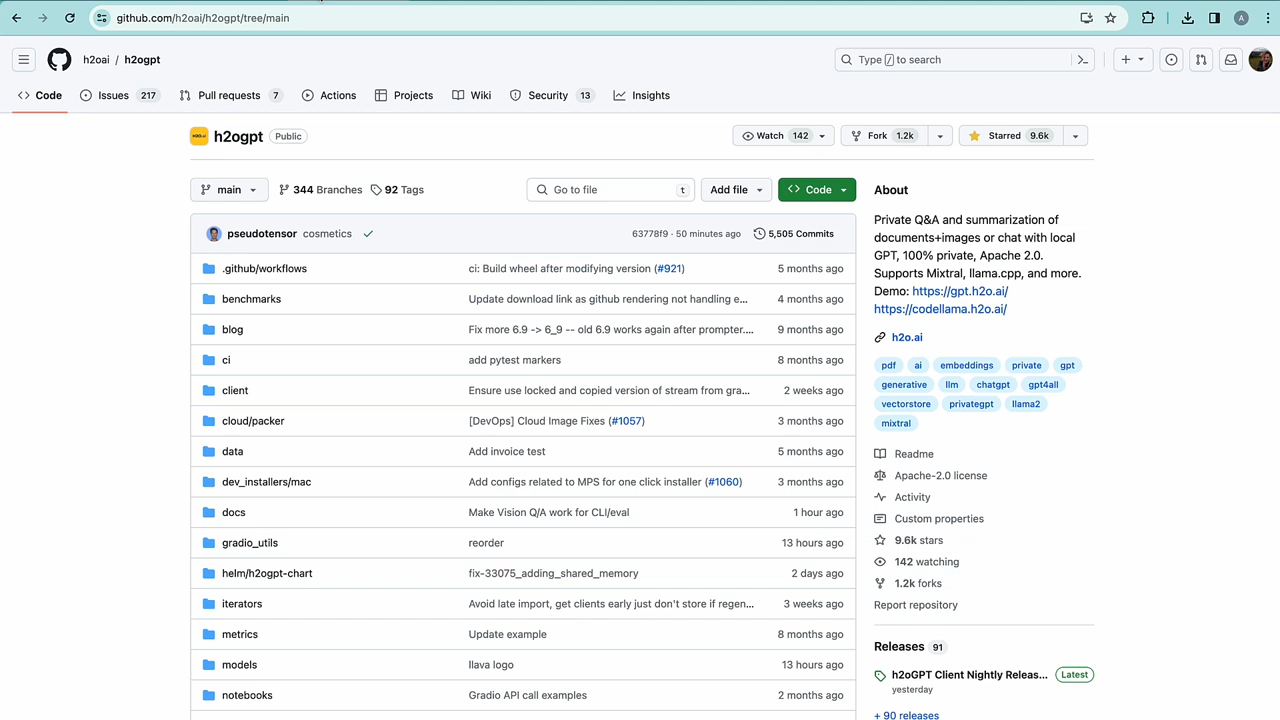 github.com/h2oai/h2ogpt/tree/main
A
h2oai / h2ogpt
Type / to search
Code
Issues 217
Pull requests 7
Actions
Projects
Wiki
Security 13
Insights
H2O.ai h2ogpt Public
Watch 142
Fork 1.2k
Starred 9.6k
main
344 Branches
92 Tags
Go to file t
Add file
Code
pseudotensor cosmetics 63778f9 · 50 minutes ago 5,505 Commits
.github/workflows ci: Build wheel after modifying version (#921) 5 months ago
benchmarks Update download link as github rendering not handling e... 4 months ago
blog Fix more 6.9 -> 6_9 -- old 6.9 works again after prompter.... 9 months ago
ci add pytest markers 8 months ago
client Ensure use locked and copied version of stream from gra... 2 weeks ago
cloud/packer [DevOps] Cloud Image Fixes (#1057) 3 months ago
data Add invoice test 5 months ago
dev_installers/mac Add configs related to MPS for one click installer (#1060) 3 months ago
docs Make Vision Q/A work for CLI/eval 1 hour ago
gradio_utils reorder 13 hours ago
helm/h2ogpt-chart fix-33075_adding_shared_memory 2 days ago
iterators Avoid late import, get clients early just don't store if regen... 3 weeks ago
metrics Update example 8 months ago
models llava logo 13 hours ago
notebooks Gradio API call examples 2 months ago
About
Private Q&A and summarization of
documents+images or chat with local
GPT, 100% private, Apache 2.0.
Supports Mixtral, llama.cpp, and more.
Demo: https://gpt.h2o.ai/
https://codellama.h2o.ai/
h2o.ai
pdf ai embeddings private gpt
generative llm chatgpt gpt4all
vectorstore privategpt llama2
mixtral
Readme
Apache-2.0 license
Activity
Custom properties
9.6k stars
142 watching
1.2k forks
Report repository
Releases 91
h2oGPT Client Nightly Releas... Latest
yesterday
+ 90 releases